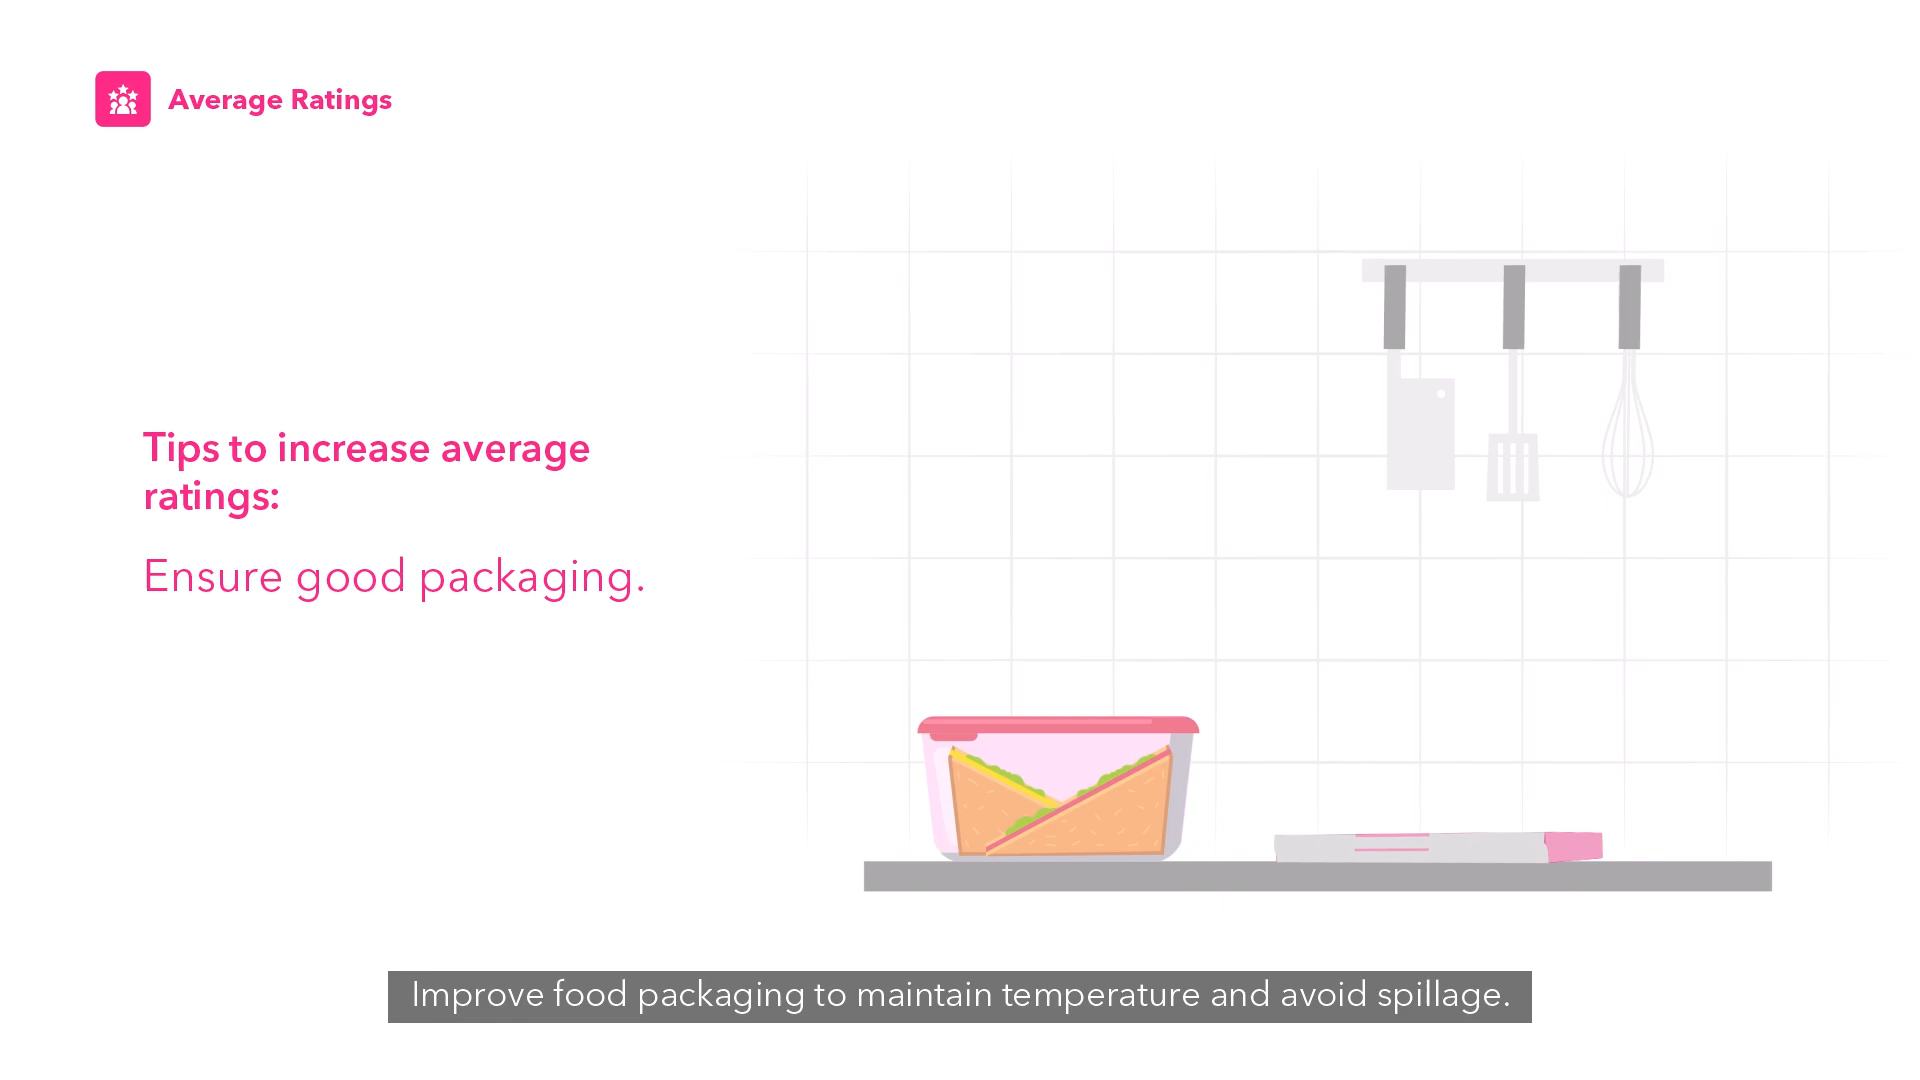 Average Ratings
Tips to increase average
ratings:
Ensure good packaging.
Improve food packaging to maintain temperature and avoid spillage.